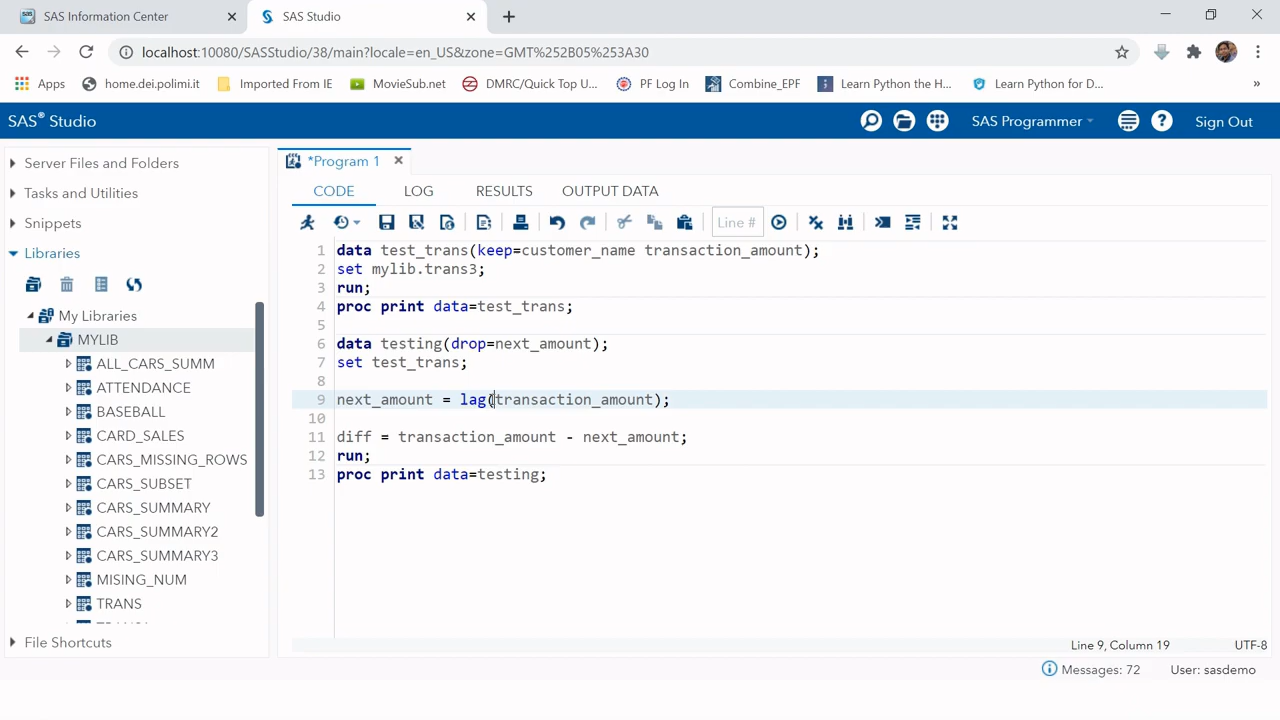 SAS Information Center
SAS Studio
localhost:10080/SASStudio/38/main?locale=en_US&zone=GMT%252B05%253A30
Apps
home.dei.polimi.it
Imported From IE
MovieSub.net
DMRC/Quick Top U...
PF Log In
Combine_EPF
Learn Python the H...
Learn Python for D...
»
SAS® Studio
SAS Programmer
Sign Out
Server Files and Folders
Tasks and Utilities
Snippets
Libraries
My Libraries
MYLIB
ALL_CARS_SUMM
ATTENDANCE
BASEBALL
CARD_SALES
CARS_MISSING_ROWS
CARS_SUBSET
CARS_SUMMARY
CARS_SUMMARY2
CARS_SUMMARY3
MISING_NUM
TRANS
File Shortcuts
*Program 1
CODE LOG RESULTS OUTPUT DATA
Line #
1 data test_trans(keep=customer_name transaction_amount);
2 set mylib.trans3;
3 run;
4 proc print data=test_trans;
5
6 data testing(drop=next_amount);
7 set test_trans;
8
9 next_amount = lag(transaction_amount);
10
11 diff = transaction_amount - next_amount;
12 run;
13 proc print data=testing;
Line 9, Column 19
UTF-8
Messages: 72
User: sasdemo